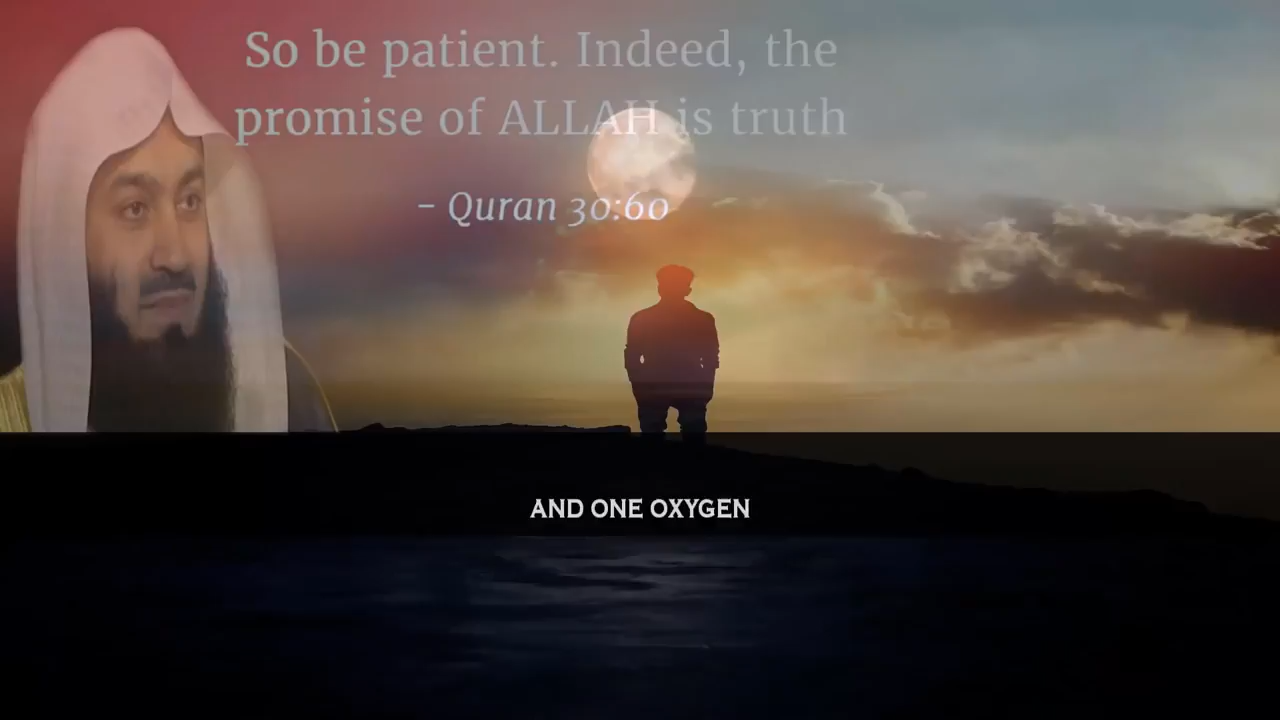 So be patient. Indeed, the
promise of ALLAH is truth
- Quran 30:60
AND ONE OXYGEN